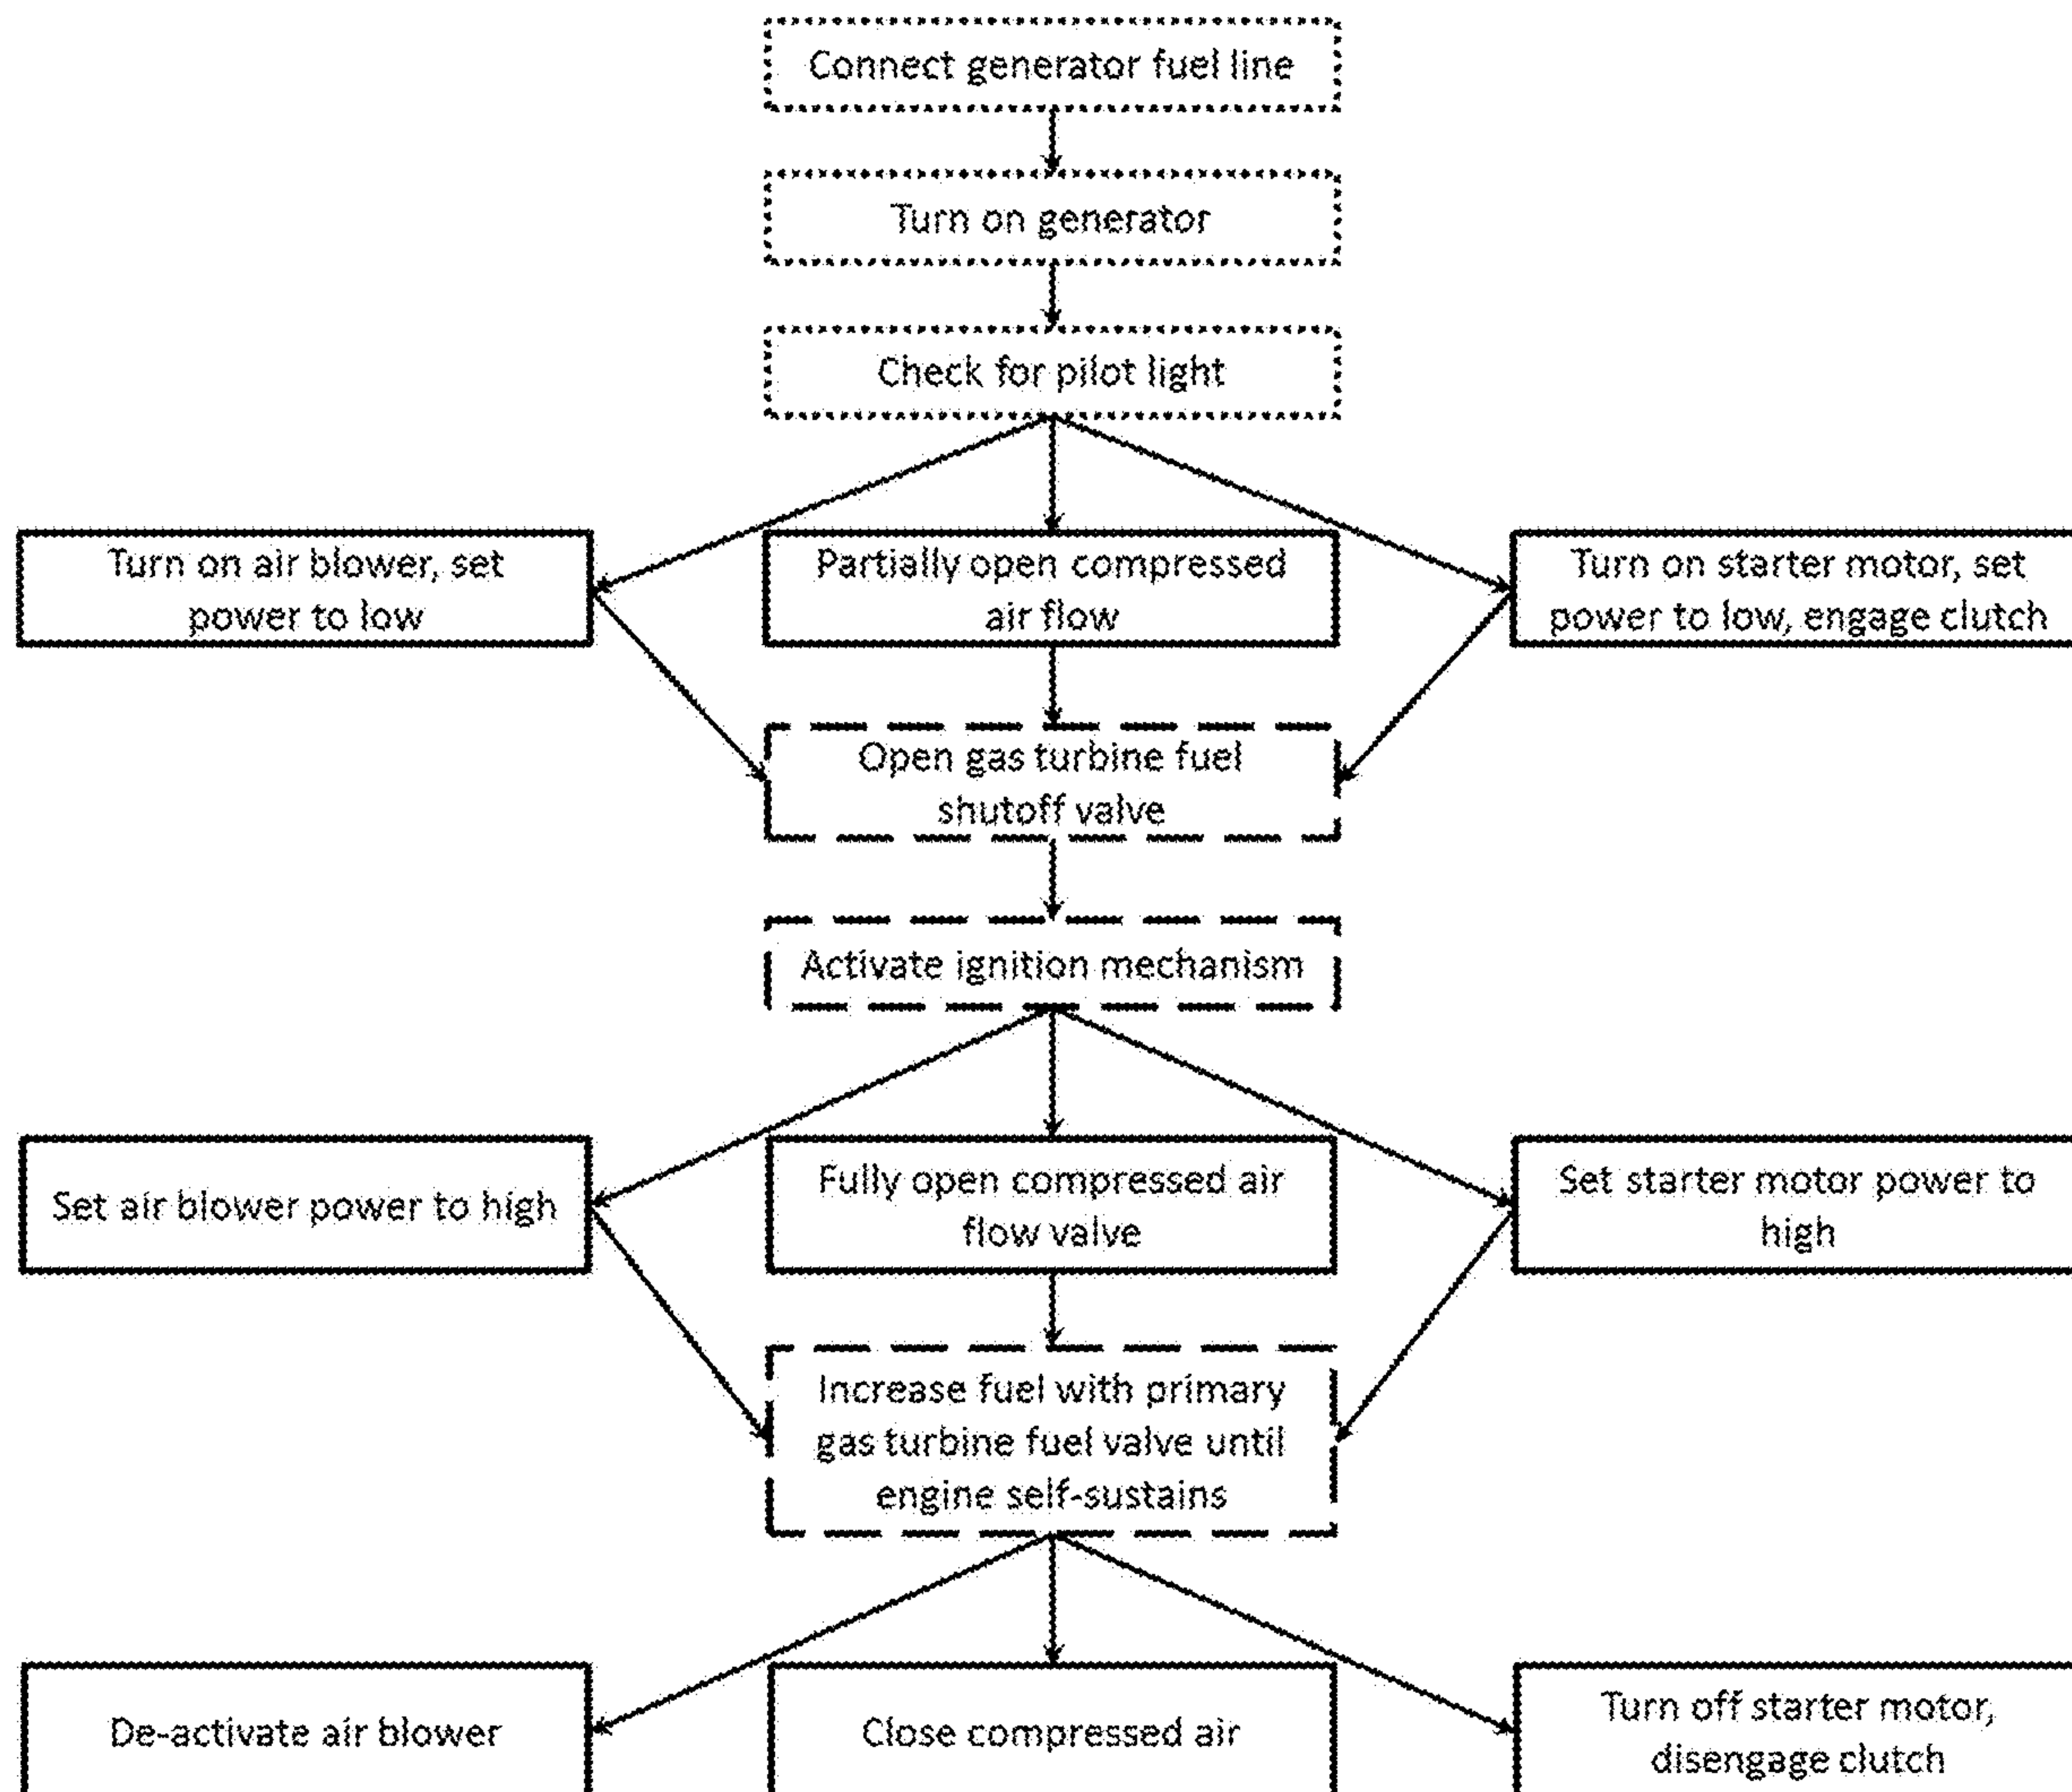 Connect generator fuel line
Turn on generator
Check for pilot light
Turn on air blower, set
power to low
Partially open compressed
air flow
Turn on starter motor, set
power to low, engage clutch
Open gas turbine fuel
shutoff valve
Activate ignition mechanism
Set air blower power to high
Fully open compressed air
flow valve
Set starter motor power to
high
Increase fuel with primary
gas turbine fuel valve until
engine self-sustains
De-activate air blower
Close compressed air
Turn off starter motor,
disengage clutch